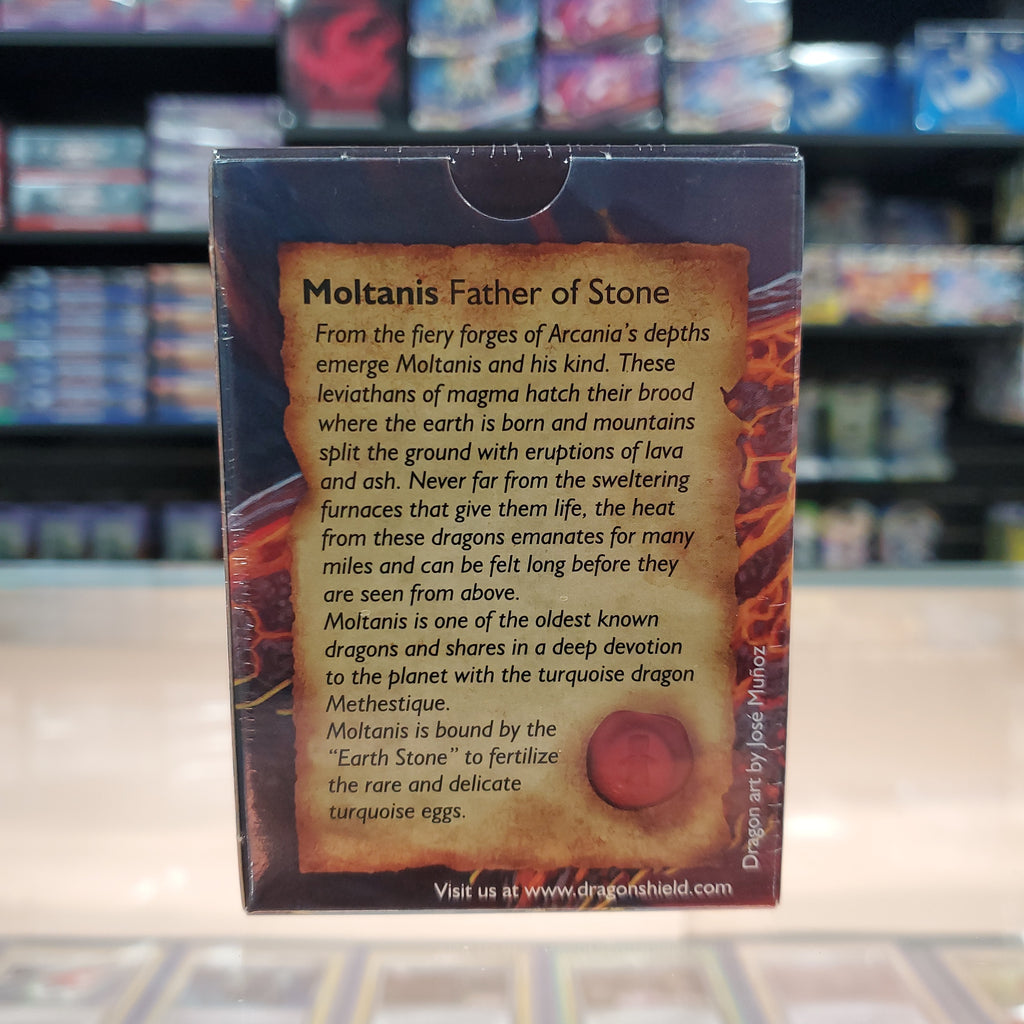 Moltanis Father of Stone
From the fiery forges of Arcania's depths
emerge Moltanis and his kind. These
leviathans of magma hatch their brood
where the earth is born and mountains
split the ground with eruptions of lava
and ash. Never far from the sweltering
furnaces that give them life, the heat
from these dragons emanates for many
miles and can be felt long before they
are seen from above.
Moltanis is one of the oldest known
dragons and shares in a deep devotion
to the planet with the turquoise dragon
Methestique.
Moltanis is bound by the
“Earth Stone” to fertilize
the rare and delicate
turquoise eggs.
Dragon art by José Muñoz
Visit us at www.dragonshield.com